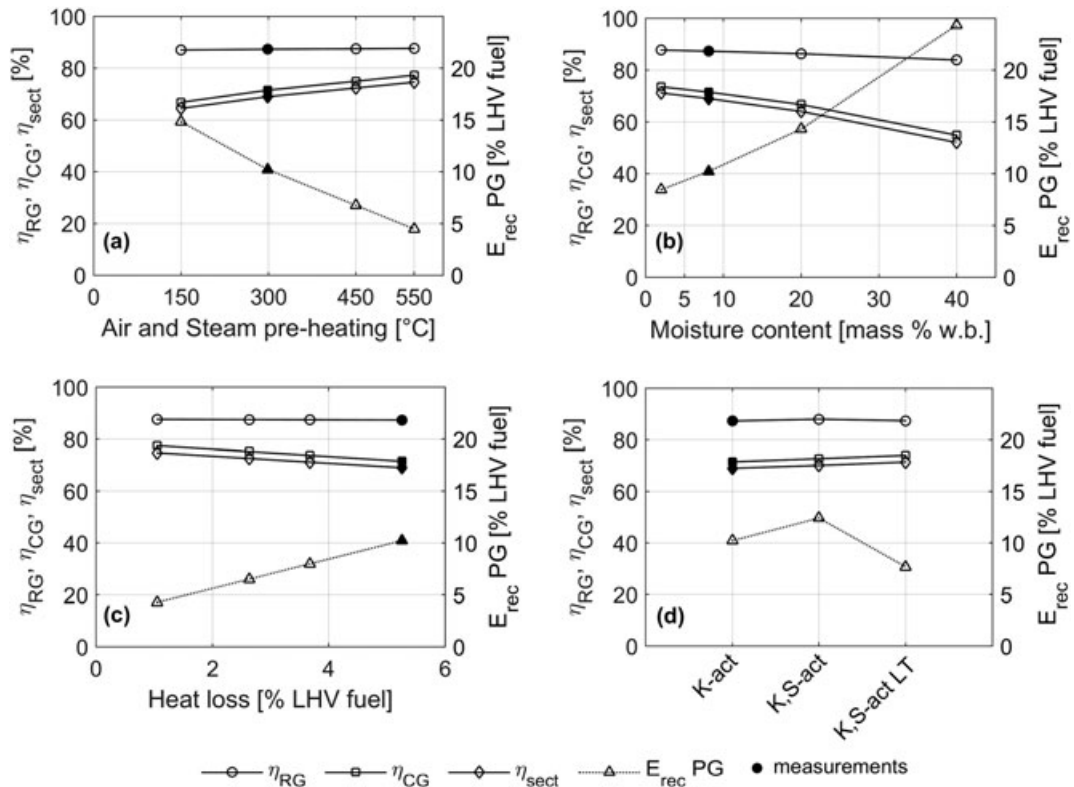 100
80
60
40
20
0
η_RG, η_CG, η_sect [%]
(a)
20
15
10
5
0
E_rec PG [% LHV fuel]
0 150 300 450 550
Air and Steam pre-heating [°C]
100
80
60
40
20
0
η_RG, η_CG, η_sect [%]
(b)
20
15
10
5
0
E_rec PG [% LHV fuel]
0 5 10 20 30 40
Moisture content [mass % w.b.]
100
80
60
40
20
0
η_RG, η_CG, η_sect [%]
(c)
20
15
10
5
0
E_rec PG [% LHV fuel]
0 2 4 6
Heat loss [% LHV fuel]
100
80
60
40
20
0
η_RG, η_CG, η_sect [%]
(d)
20
15
10
5
0
E_rec PG [% LHV fuel]
K-act
K,S-act
K,S-act LT
η_RG η_CG η_sect E_rec PG measurements